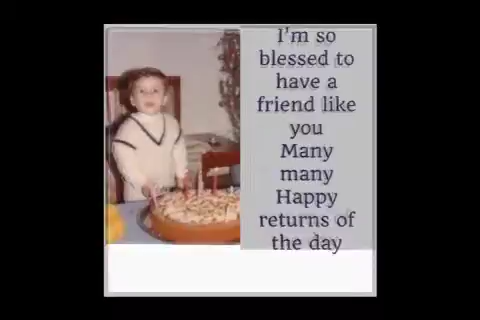 I'm so
blessed to
have a
friend like
you
Many
many
Happy
returns of
the day